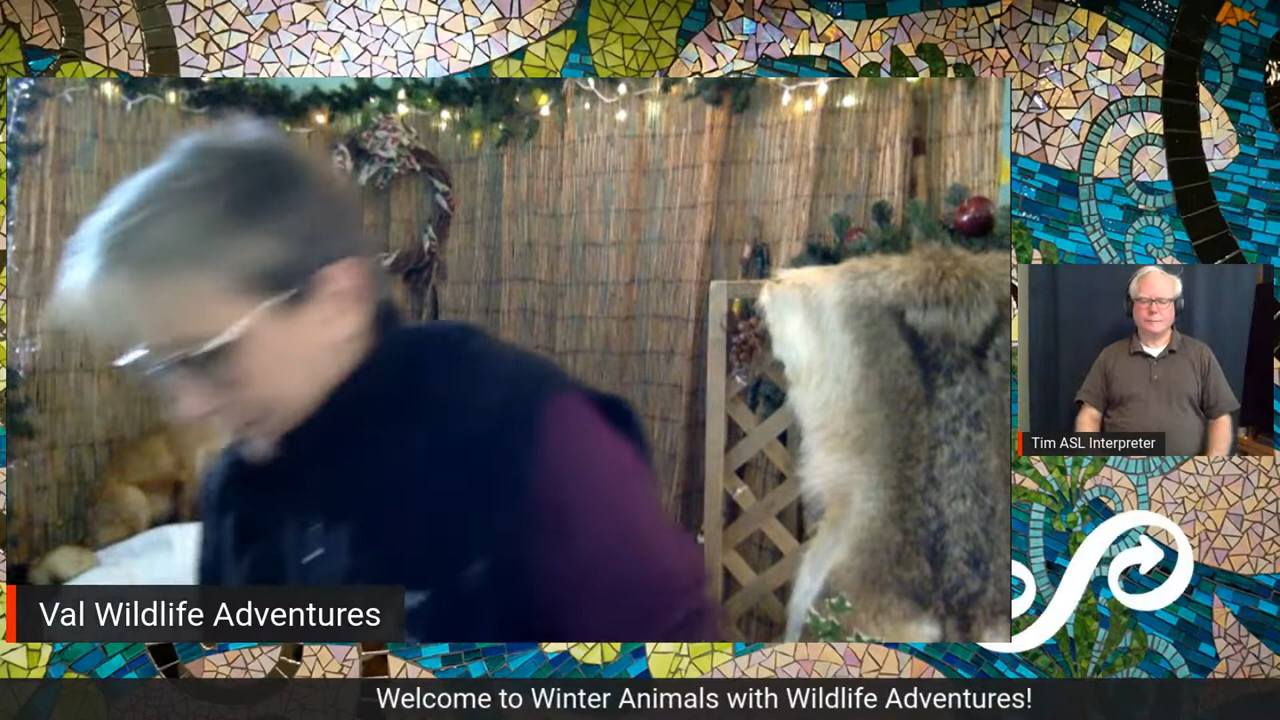 Tim ASL Interpreter
Val Wildlife Adventures
Welcome to Winter Animals with Wildlife Adventures!